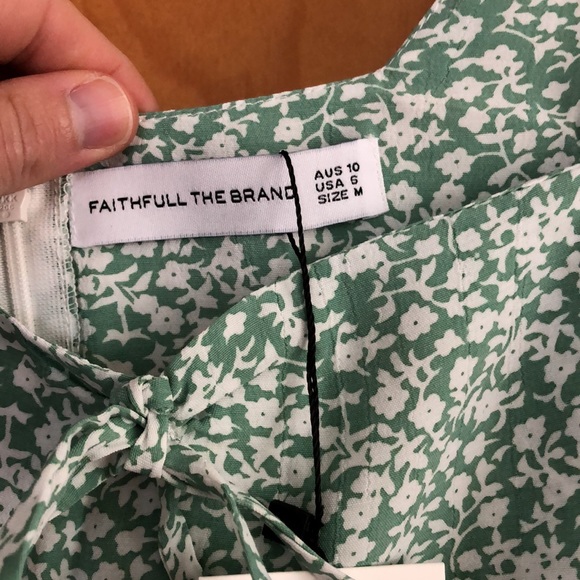 FAITHFULL THE BRAND
AUS 10
USA 6
SIZE M